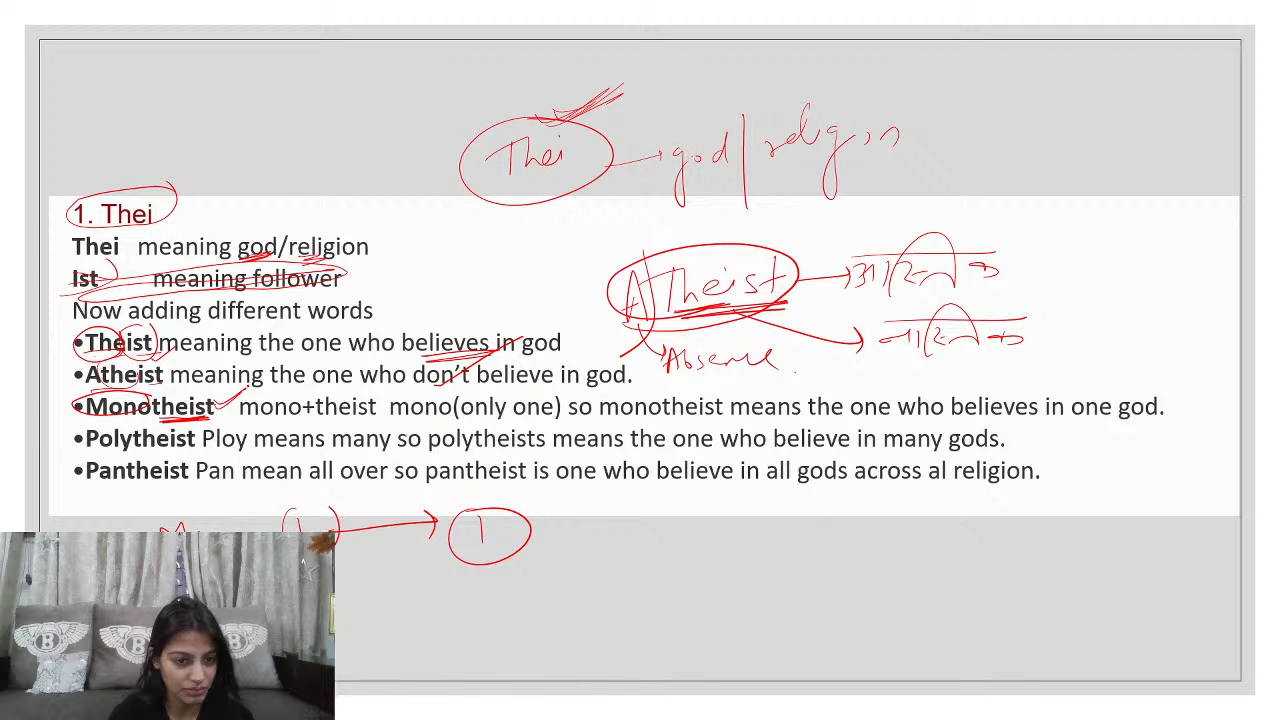 Thei → god | religion
1. Thei
Thei meaning god/religion
Ist meaning follower
Now adding different words
•Theist meaning the one who believes in god
•Atheist meaning the one who don’t believe in god.
•Monotheist mono+theist mono(only one) so monotheist means the one who believes in one god.
•Polytheist Ploy means many so polytheists means the one who believe in many gods.
•Pantheist Pan mean all over so pantheist is one who believe in all gods across al religion.
ATheist → आस्तिक
नास्तिक
Absence
1
B
B
B